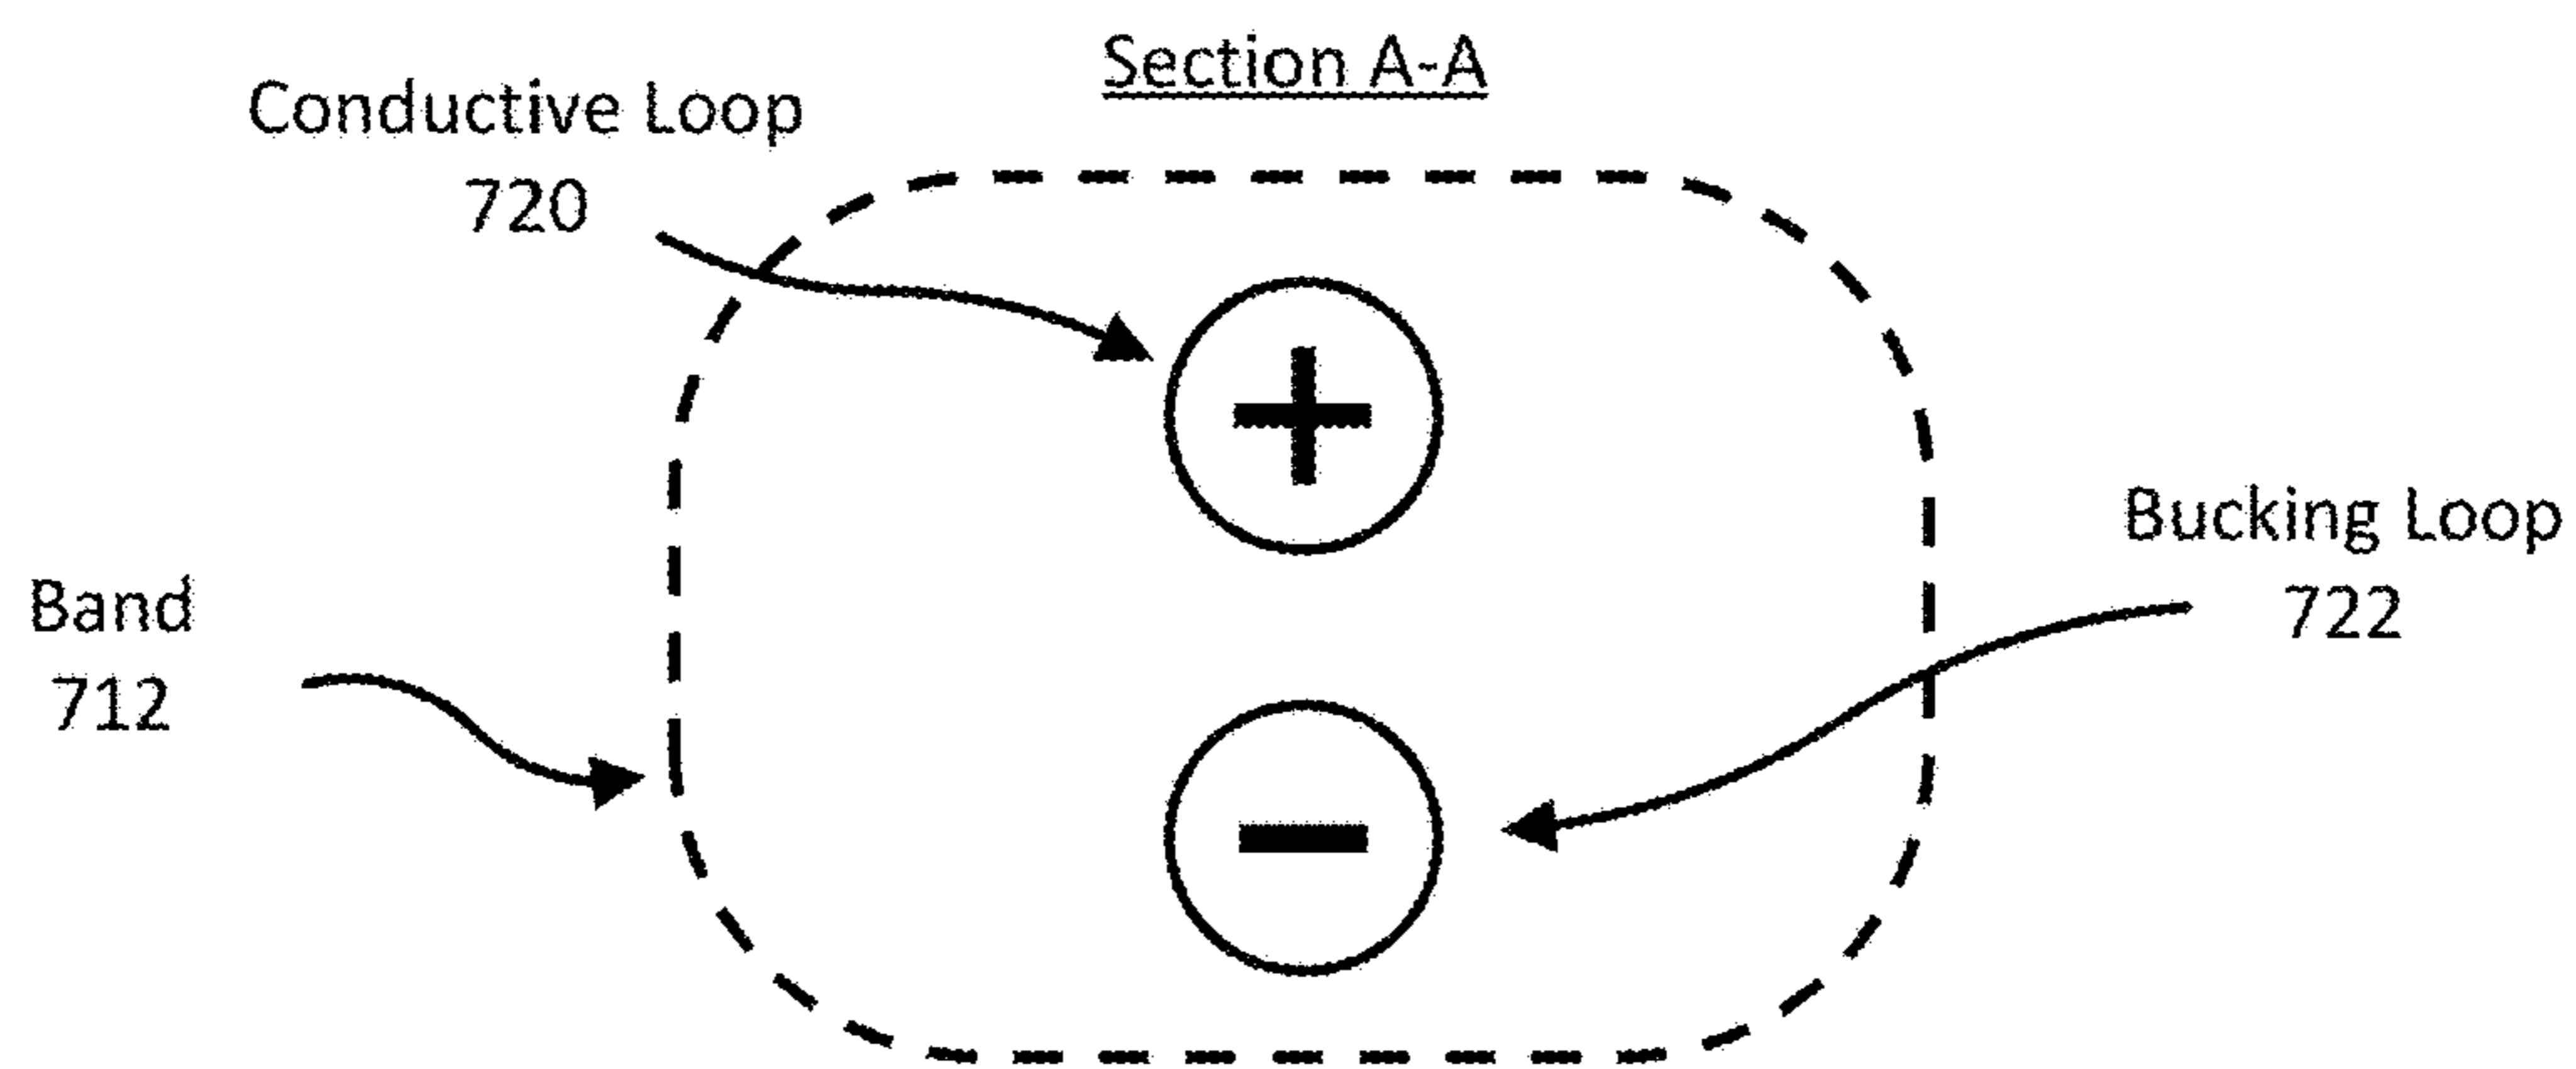 Section A-A
Conductive Loop
720
+
Bucking Loop
722
Band
712
−